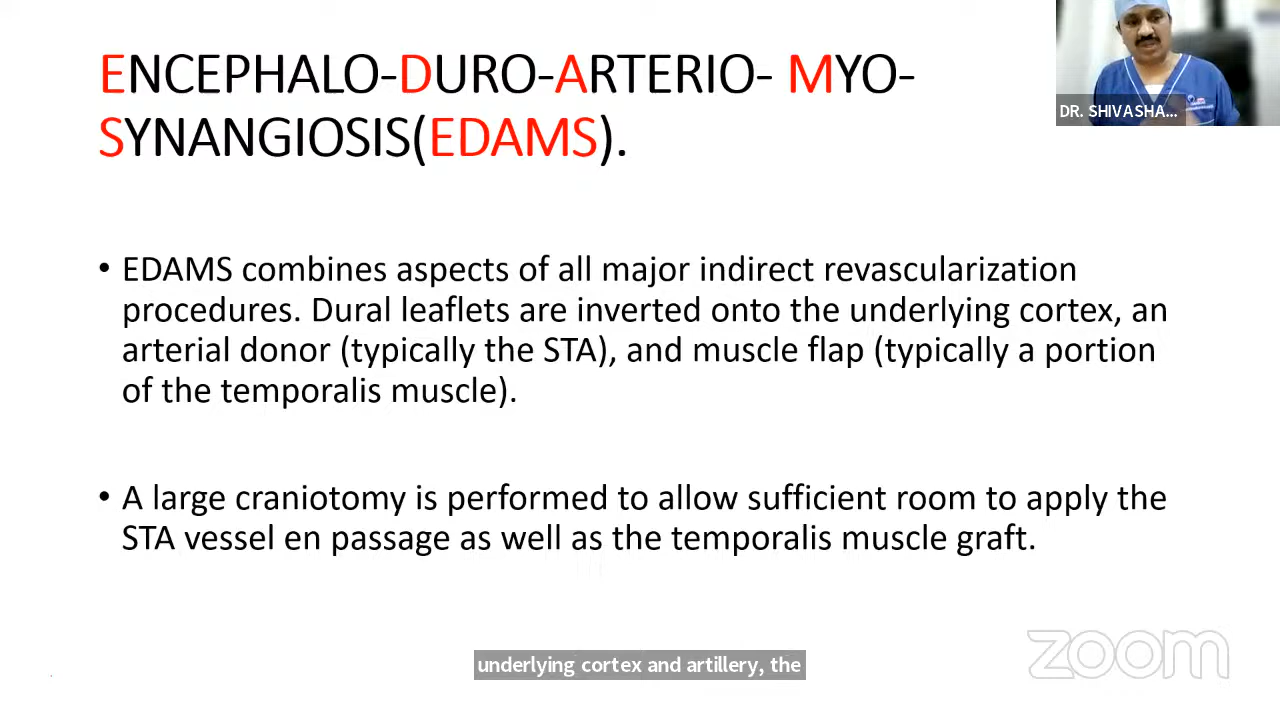 ENCEPHALO-DURO-ARTERIO- MYO-
SYNANGIOSIS(EDAMS).
DR. SHIVASHA...
• EDAMS combines aspects of all major indirect revascularization
procedures. Dural leaflets are inverted onto the underlying cortex, an
arterial donor (typically the STA), and muscle flap (typically a portion
of the temporalis muscle).
• A large craniotomy is performed to allow sufficient room to apply the
STA vessel en passage as well as the temporalis muscle graft.
zoom
underlying cortex and artillery, the